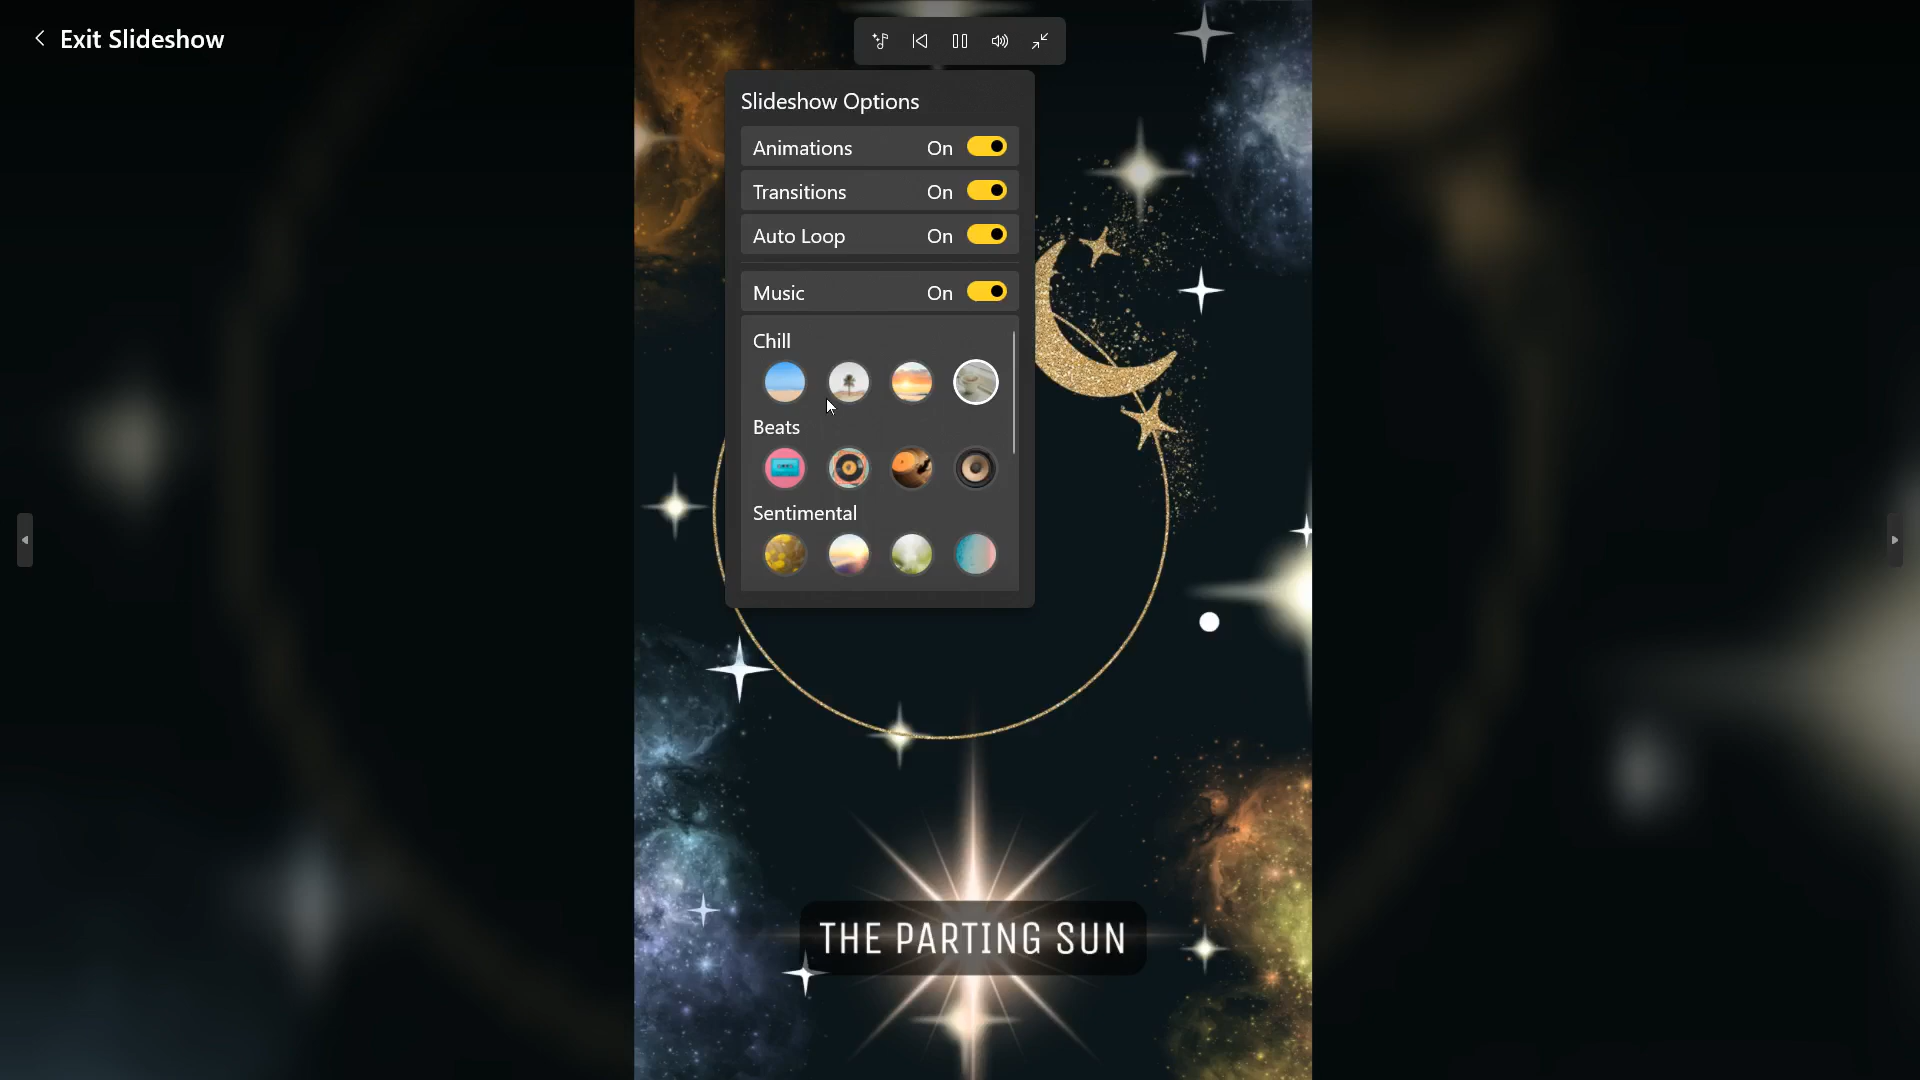 Exit Slideshow
Slideshow Options
Animations On
Transitions On
Auto Loop On
Music On
Chill
Beats
Sentimental
THE PARTING SUN